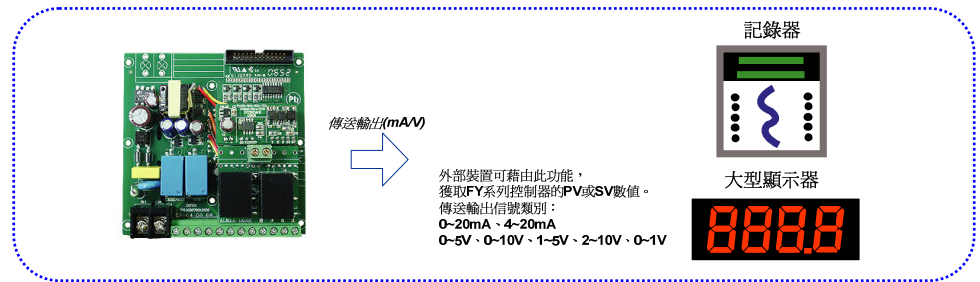 傳送輸出(mA/V)
外部裝置可藉由此功能，
獲取FY系列控制器的PV或SV數值。
傳送輸出信號類別：
0~20mA、4~20mA
0~5V、0~10V、1~5V、2~10V、0~1V
記錄器
大型顯示器
888.8
0852
Pb